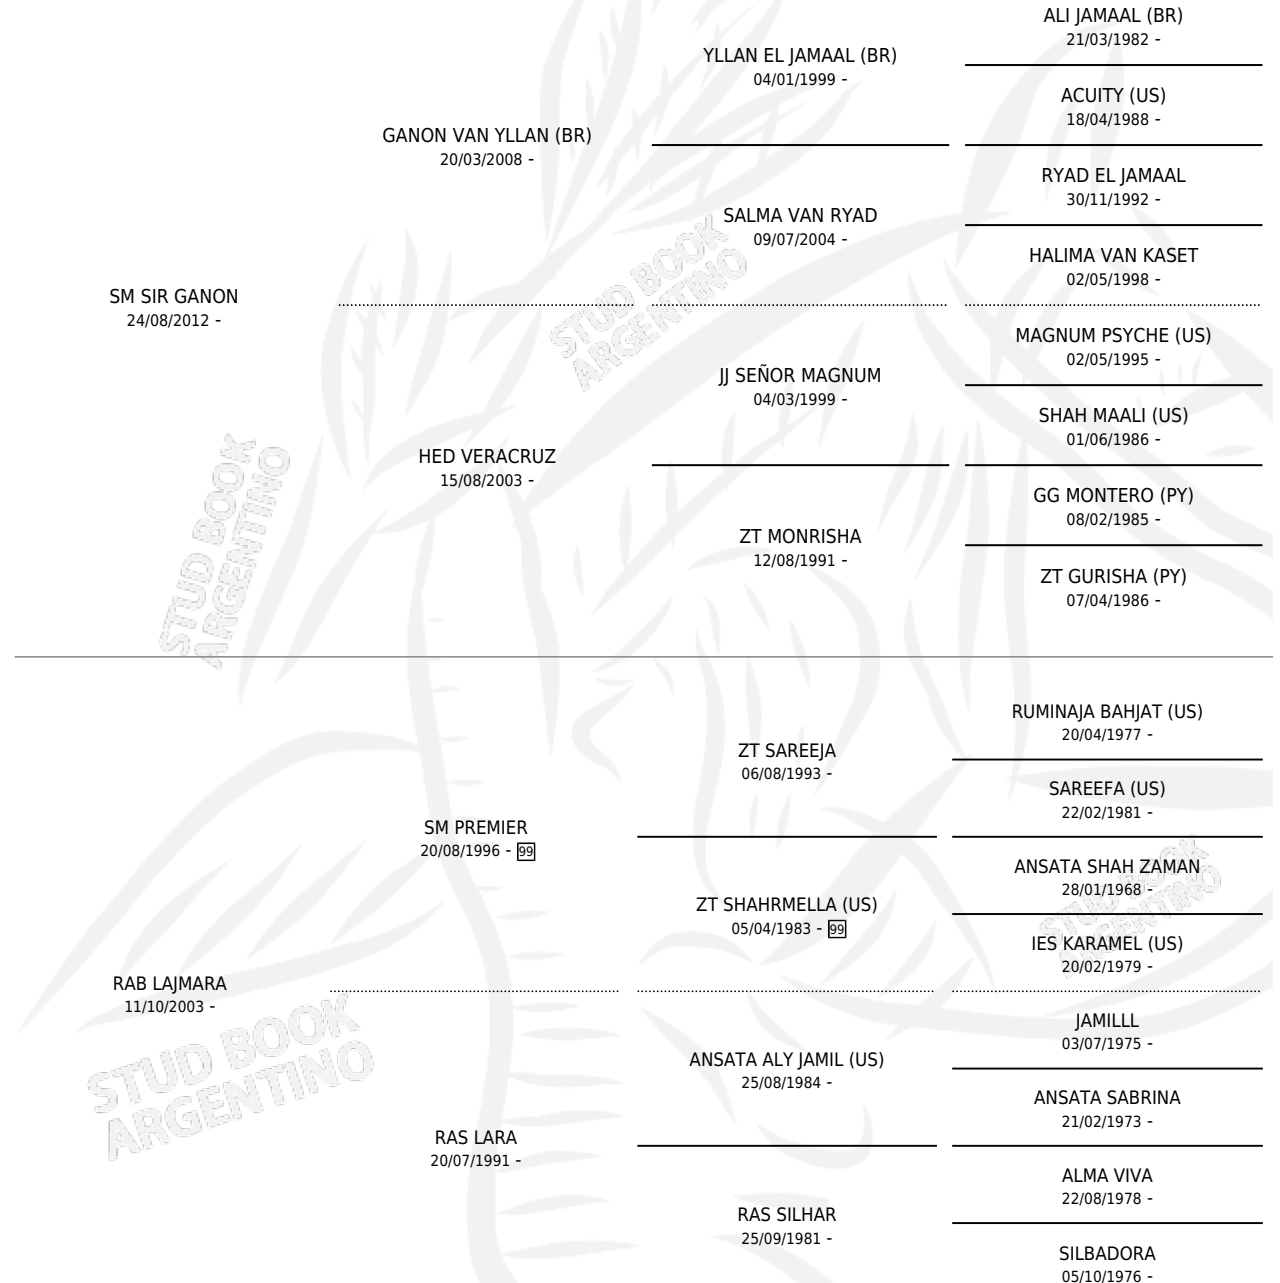 ALI JAMAAL (BR)
21/03/1982 -
YLLAN EL JAMAAL (BR)
04/01/1999 -
ACUITY (US)
18/04/1988 -
GANON VAN YLLAN (BR)
20/03/2008 -
RYAD EL JAMAAL
30/11/1992 -
SALMA VAN RYAD
09/07/2004 -
HALIMA VAN KASET
02/05/1998 -
SM SIR GANON
24/08/2012 -
MAGNUM PSYCHE (US)
02/05/1995 -
JJ SEÑOR MAGNUM
04/03/1999 -
SHAH MAALI (US)
01/06/1986 -
HED VERACRUZ
15/08/2003 -
GG MONTERO (PY)
08/02/1985 -
ZT MONRISHA
12/08/1991 -
ZT GURISHA (PY)
07/04/1986 -
RUMINAJA BAHJAT (US)
20/04/1977 -
ZT SAREEJA
06/08/1993 -
SAREEFA (US)
22/02/1981 -
SM PREMIER
20/08/1996 - 99
ANSATA SHAH ZAMAN
28/01/1968 -
ZT SHAHRMELLA (US)
05/04/1983 - 99
IES KARAMEL (US)
20/02/1979 -
RAB LAJMARA
11/10/2003 -
JAMILLL
03/07/1975 -
ANSATA ALY JAMIL (US)
25/08/1984 -
ANSATA SABRINA
21/02/1973 -
RAS LARA
20/07/1991 -
ALMA VIVA
22/08/1978 -
RAS SILHAR
25/09/1981 -
SILBADORA
05/10/1976 -
STUD BOOK
ARGENTINO
STUD BOOK
ARGENTINO
STUD BOOK
ARGENTINO
STUD BOOK
ARGENTINO